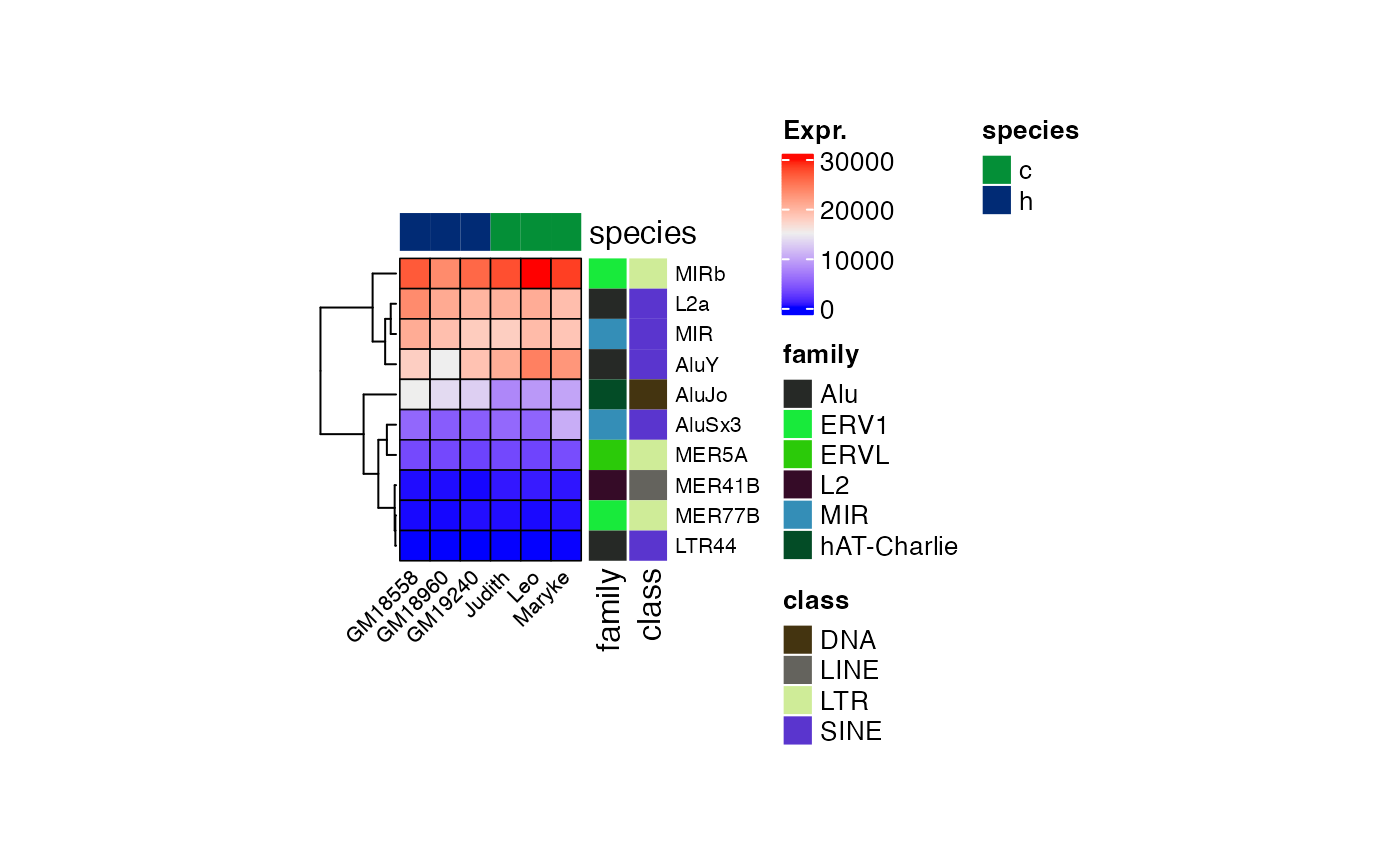 species
MIRb
L2a
MIR
AluY
AluJo
AluSx3
MER5A
MER41B
MER77B
LTR44
GM18558
GM18960
GM19240
Judith
Leo
Maryke
family
class
Expr.
30000
20000
10000
0
family
Alu
ERV1
ERVL
L2
MIR
hAT-Charlie
class
DNA
LINE
LTR
SINE
species
c
h